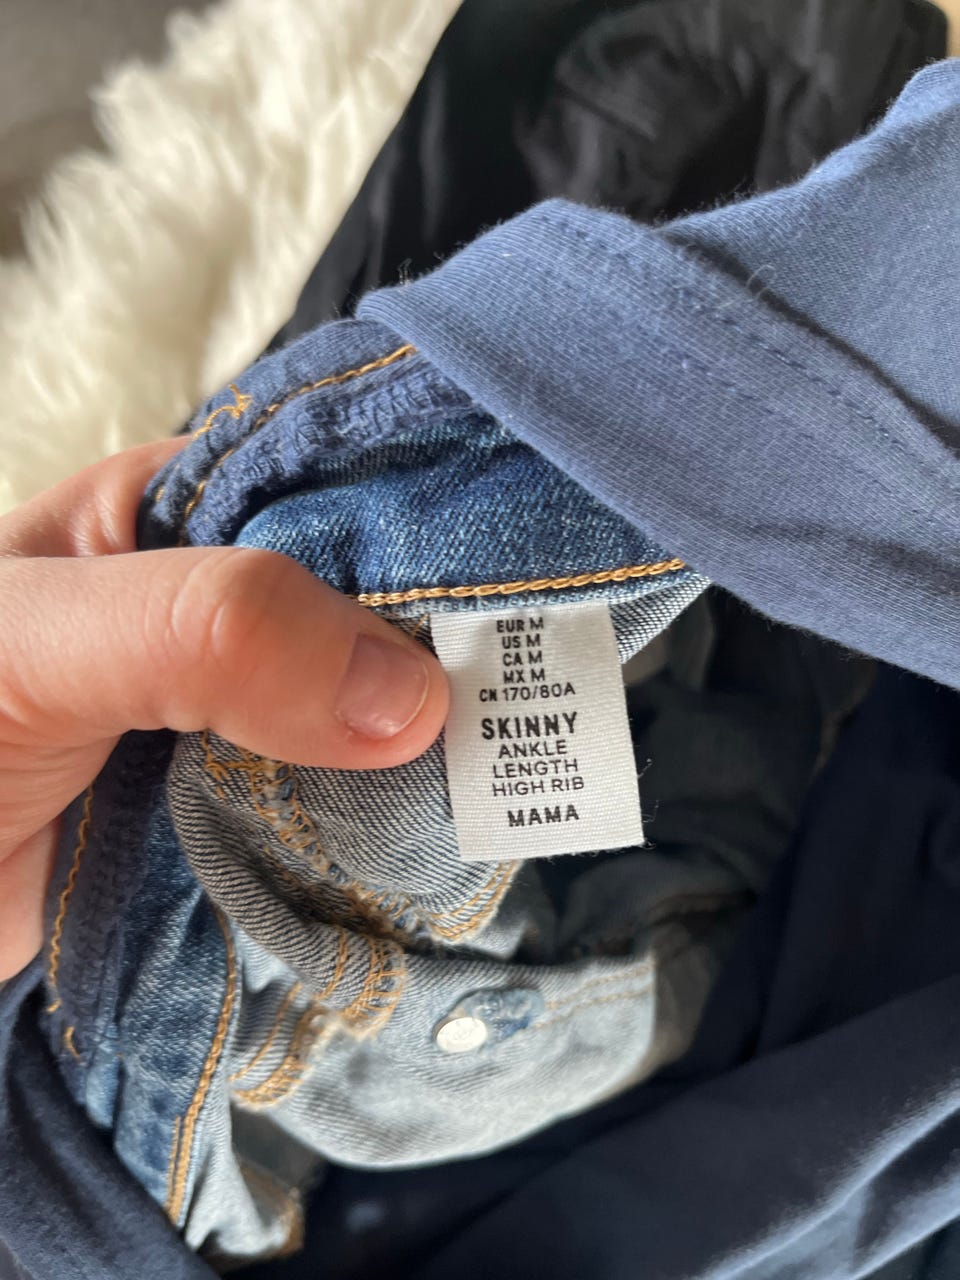 EUR M
US M
CA M
MX M
CN 170/80A
SKINNY
ANKLE
LENGTH
HIGH RIB
MAMA